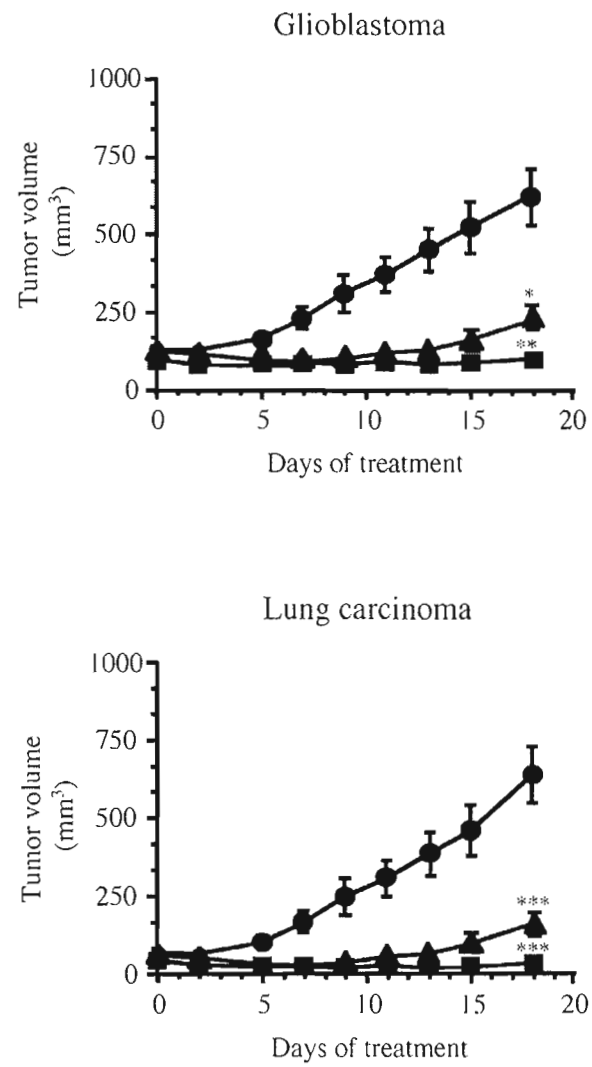 Glioblastoma
1000
750
500
250
0
Tumor volume
(mm³)
*
**
0 5 10 15 20
Days of treatment
Lung carcinoma
1000
750
500
250
0
Tumor volume
(mm³)
***
***
0 5 10 15 20
Days of treatment